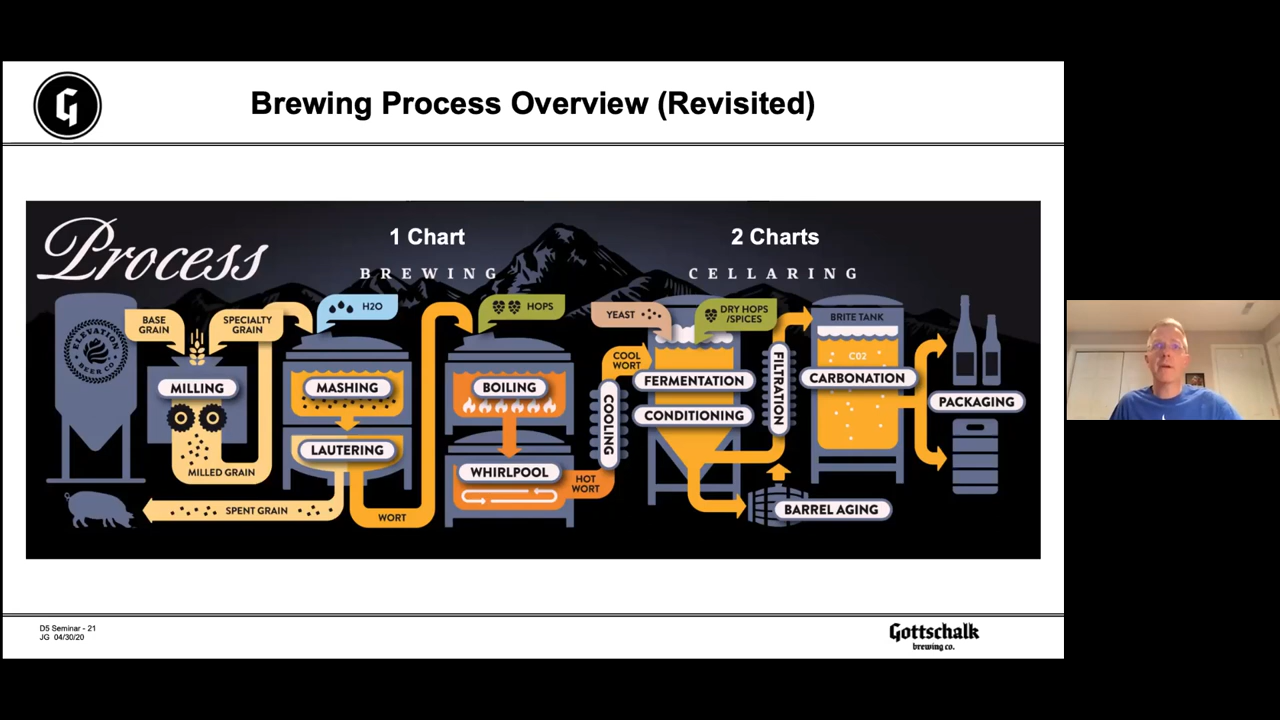 G
Brewing Process Overview (Revisited)
Process
1 Chart
2 Charts
BREWING
CELLARING
BASE
GRAIN
SPECIALTY
GRAIN
H2O
HOPS
YEAST
DRY HOPS
/SPICES
BRITE TANK
ELEVATION
BEER CO.
MILLING
MASHING
BOILING
COOL
WORT
FERMENTATION
CONDITIONING
FILTRATION
CO2
CARBONATION
PACKAGING
COOLING
LAUTERING
MILLED GRAIN
WHIRLPOOL
HOT
WORT
SPENT GRAIN
WORT
BARREL AGING
D5 Seminar - 21
JG 04/30/20
Gottschalk
brewing co.